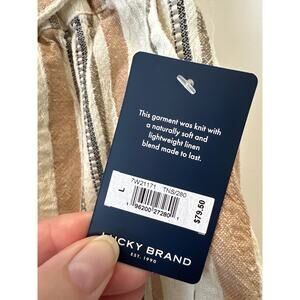 This garment was knit with
a naturally soft and
lightweight linen
blend made to last.
7W21171 TNS/280
L
$79.50
LUCKY BRAND
EST. 1990